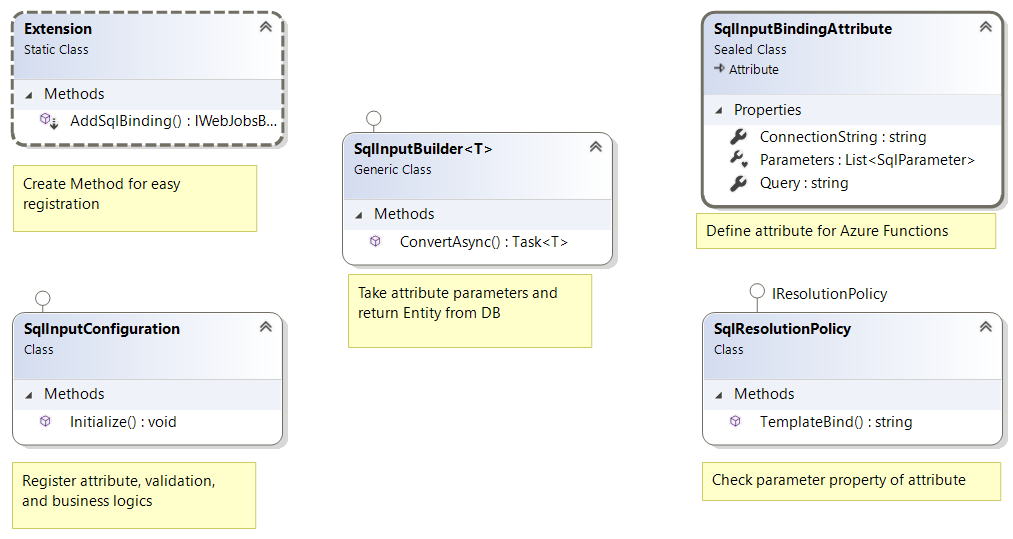 Extension
Static Class
Methods
AddSqlBinding() : IWebJobsB...
Create Method for easy
registration
SqlInputConfiguration
Class
Methods
Initialize() : void
Register attribute, validation,
and business logics
SqlInputBuilder<T>
Generic Class
Methods
ConvertAsync() : Task<T>
Take attribute parameters and
return Entity from DB
SqlInputBindingAttribute
Sealed Class
Attribute
Properties
ConnectionString : string
Parameters : List<SqlParameter>
Query : string
Define attribute for Azure Functions
IResolutionPolicy
SqlResolutionPolicy
Class
Methods
TemplateBind() : string
Check parameter property of attribute